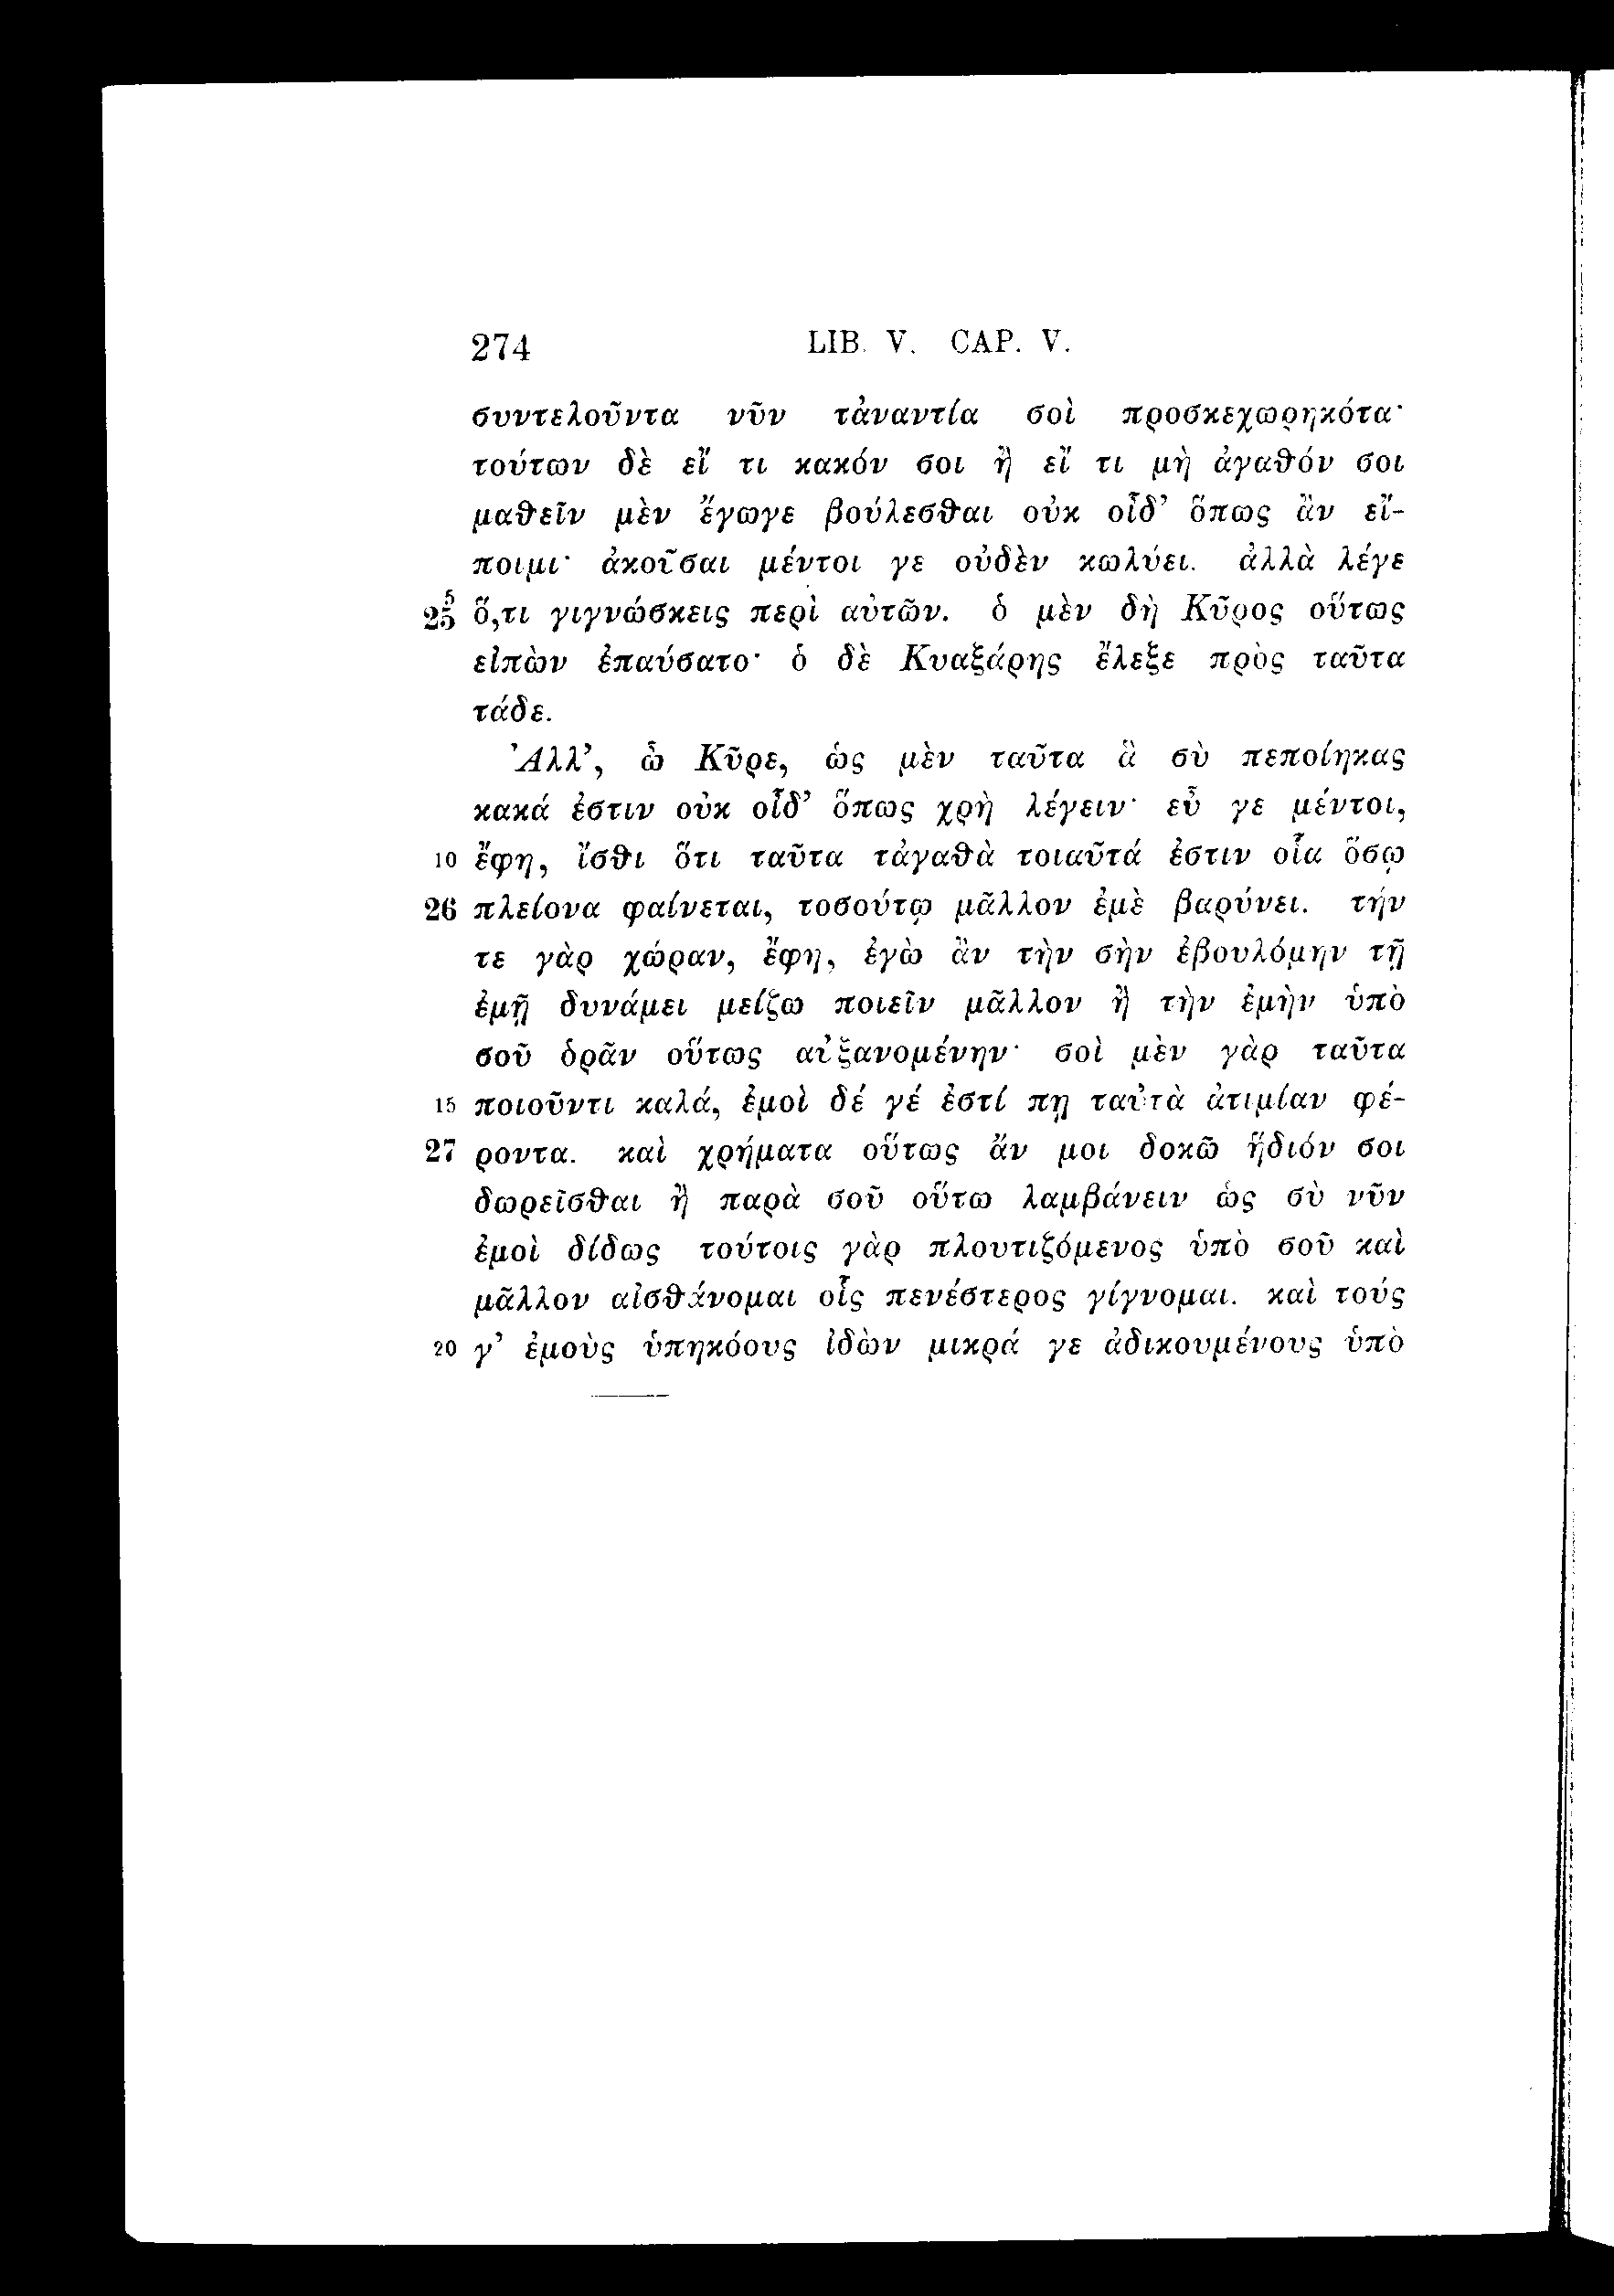 274 LIB. V. CAP. V.
συντελοῦντα νῦν τἀναντία σοὶ προσκεχωρηκότα·
τούτων δὲ εἴ τι κακόν σοι ἢ εἴ τι μὴ ἀγαθόν σοι
μαθεῖν μὲν ἔγωγε βούλεσθαι οὐκ οἶδ’ ὅπως ἂν εἴ-
ποιμι· ἀκοῦσαι μέντοι γε οὐδὲν κωλύει. ἀλλὰ λέγε
5 25 ὅ,τι γιγνώσκεις περὶ αὐτῶν. ὁ μὲν δὴ Κῦρος οὕτως
εἰπὼν ἐπαύσατο· ὁ δὲ Κυαξάρης ἔλεξε πρὸς ταῦτα
τάδε.
Ἀλλ’, ὦ Κῦρε, ὡς μὲν ταῦτα ἃ σὺ πεποίηκας
κακά ἐστιν οὐκ οἶδ’ ὅπως χρὴ λέγειν· εὖ γε μέντοι,
10 ἔφη, ἴσθι ὅτι ταῦτα τἀγαθὰ τοιαῦτά ἐστιν οἷα ὅσῳ
26 πλείονα φαίνεται, τοσούτῳ μᾶλλον ἐμὲ βαρύνει. τήν
τε γὰρ χώραν, ἔφη, ἐγὼ ἂν τὴν σὴν ἐβουλόμην τῇ
ἐμῇ δυνάμει μείζω ποιεῖν μᾶλλον ἢ τὴν ἐμὴν ὑπὸ
σοῦ ὁρᾶν οὕτως αὐξανομένην· σοὶ μὲν γὰρ ταῦτα
15 ποιοῦντι καλά, ἐμοὶ δέ γέ ἐστί πῃ ταὐτὰ ἀτιμίαν φέ-
27 ροντα. καὶ χρήματα οὕτως ἄν μοι δοκῶ ἥδιόν σοι
δωρεῖσθαι ἢ παρὰ σοῦ οὕτω λαμβάνειν ὡς σὺ νῦν
ἐμοὶ δίδως τούτοις γὰρ πλουτιζόμενος ὑπὸ σοῦ καὶ
μᾶλλον αἰσθάνομαι οἷς πενέστερος γίγνομαι. καὶ τούς
20 γ’ ἐμοὺς ὑπηκόους ἰδὼν μικρά γε ἀδικουμένους ὑπὸ